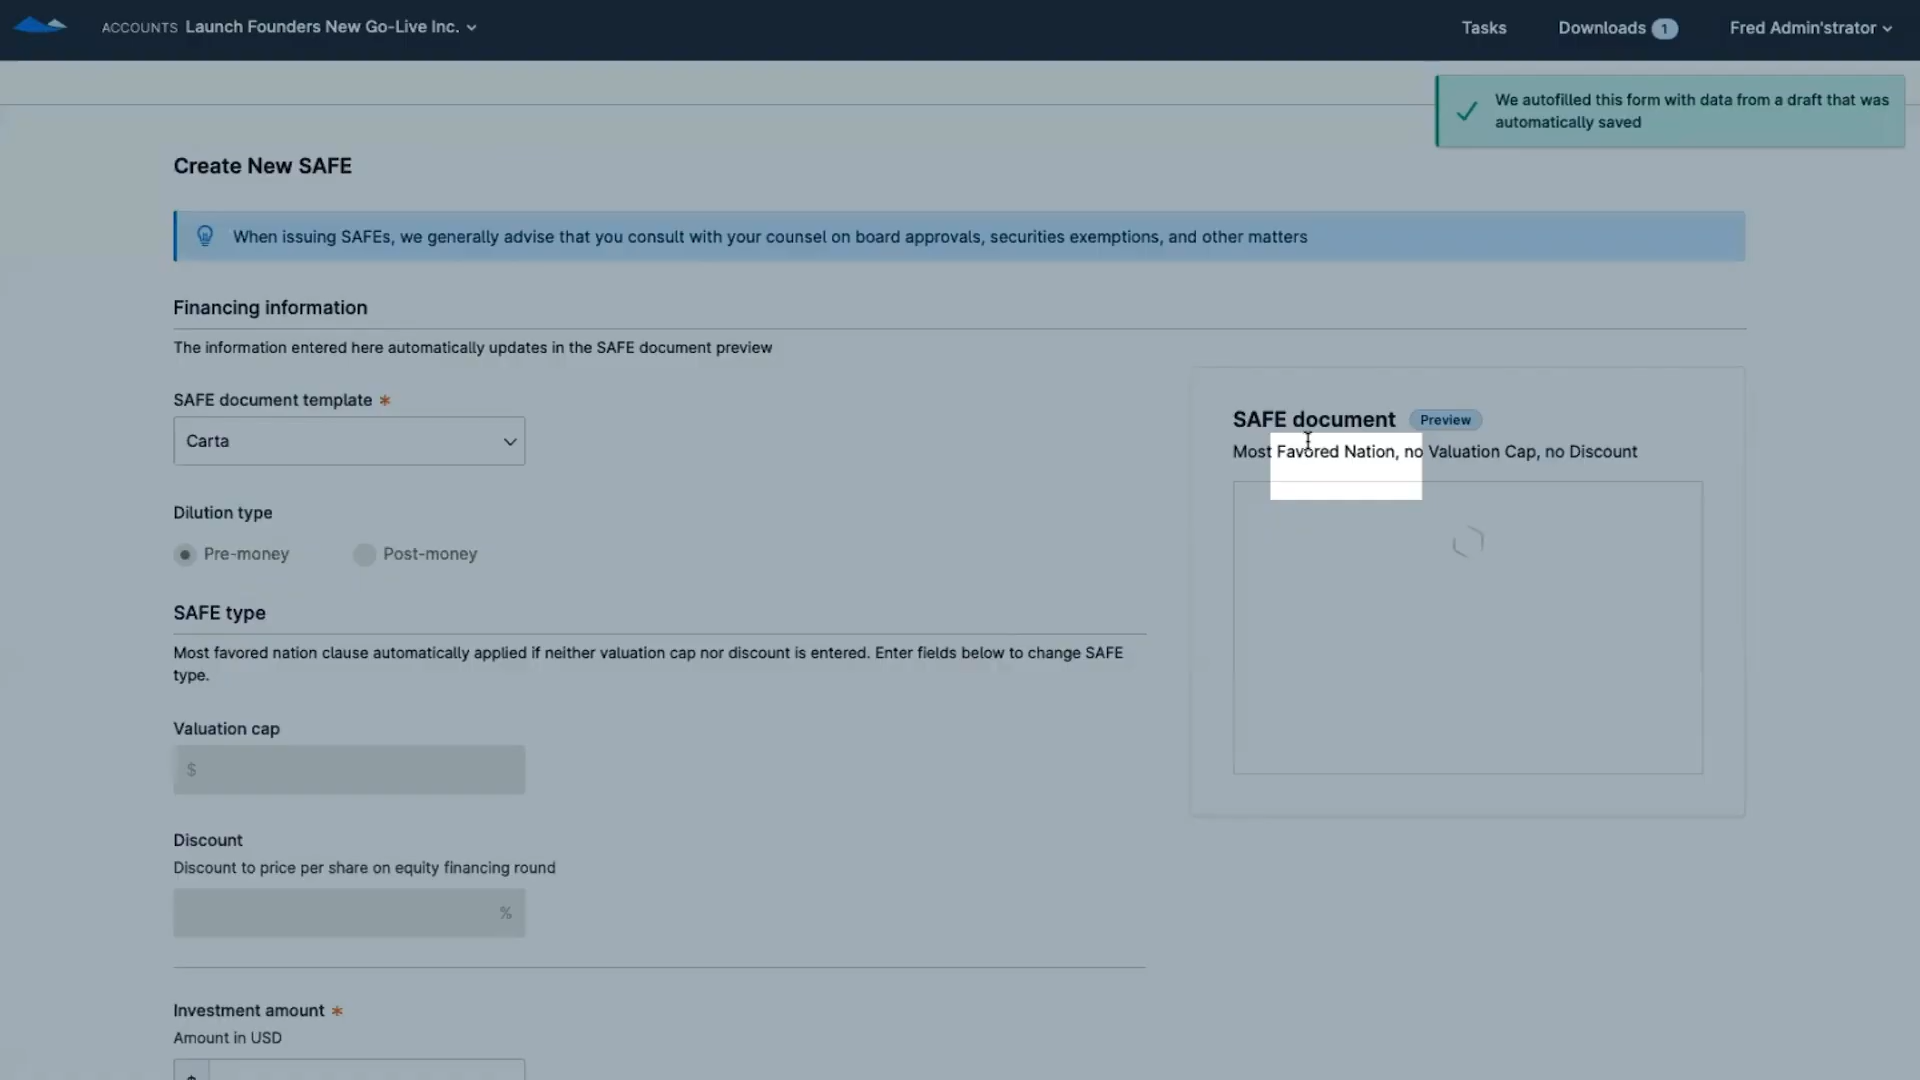 ACCOUNTS Launch Founders New Go-Live Inc.
Tasks
Downloads 1
Fred Admin'strator
We autofilled this form with data from a draft that was
automatically saved
Create New SAFE
When issuing SAFEs, we generally advise that you consult with your counsel on board approvals, securities exemptions, and other matters
Financing information
The information entered here automatically updates in the SAFE document preview
SAFE document template *
Carta
Dilution type
Pre-money
Post-money
SAFE type
Most favored nation clause automatically applied if neither valuation cap nor discount is entered. Enter fields below to change SAFE
type.
Valuation cap
$
Discount
Discount to price per share on equity financing round
%
Investment amount *
Amount in USD
SAFE document Preview
Most Favored Nation, no Valuation Cap, no Discount